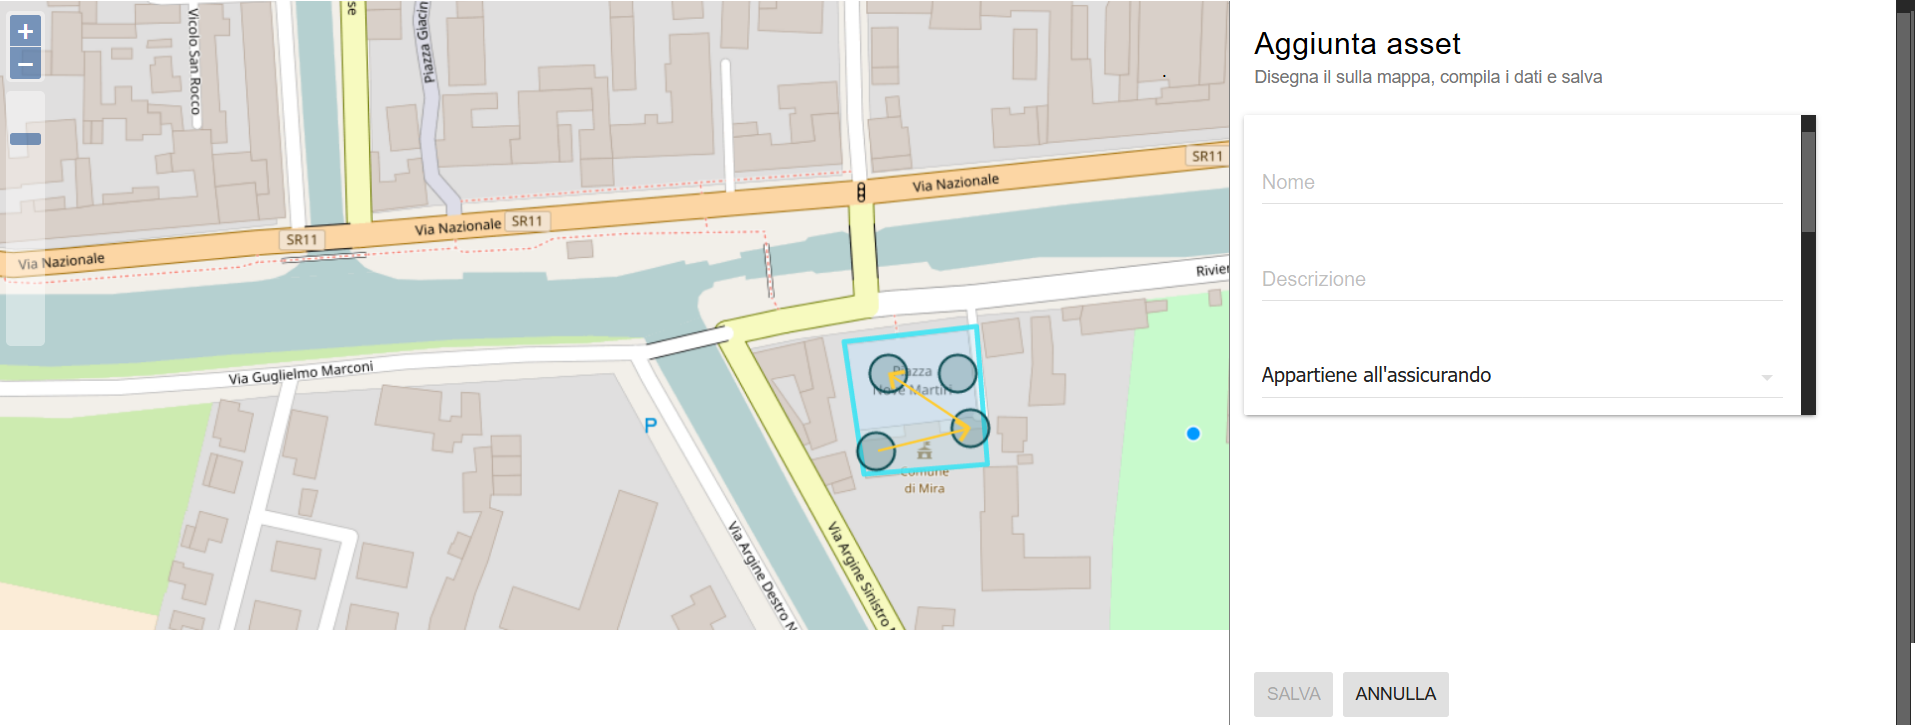 +
−
Vicolo San Rocco
se
Piazza Giacin
SR11
Via Nazionale
SR11
Via Nazionale
SR11
Via Nazionale
Rivier
Via Guglielmo Marconi
Piazza
Nove Martiri
P
Comune
di Mira
Via Argine Destro N
Via Argine Sinistro
Aggiunta asset
Disegna il sulla mappa, compila i dati e salva
Nome
Descrizione
Appartiene all'assicurando
SALVA
ANNULLA